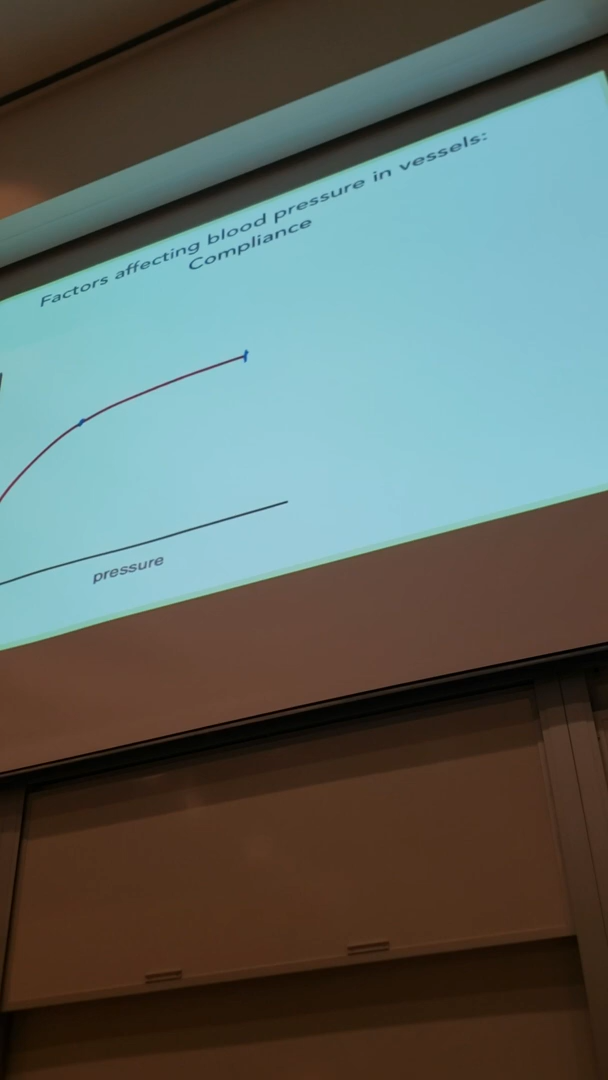 Factors affecting blood pressure in vessels:
Compliance
pressure